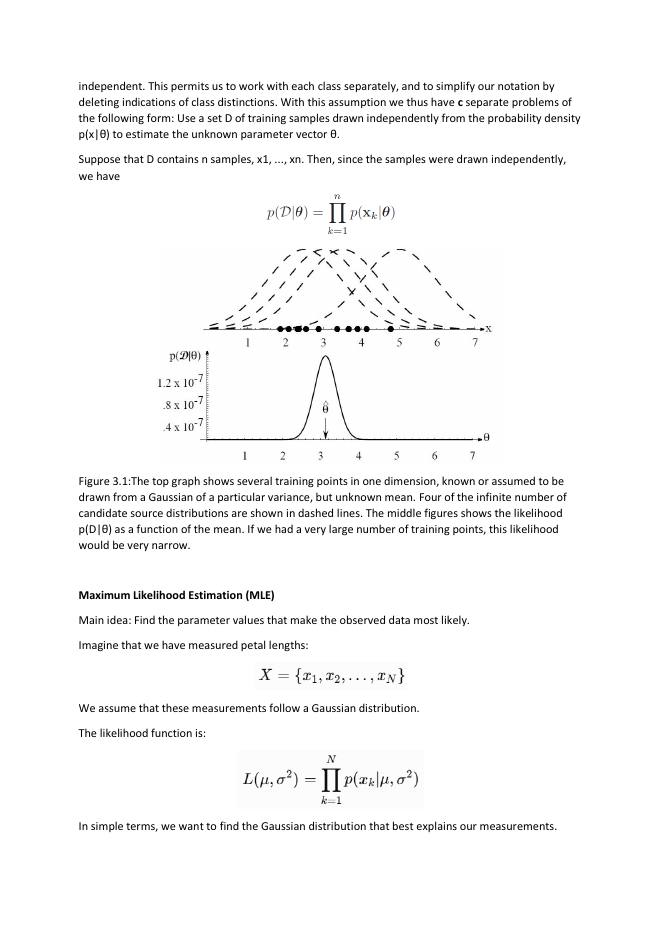 independent. This permits us to work with each class separately, and to simplify our notation by
deleting indications of class distinctions. With this assumption we thus have c separate problems of
the following form: Use a set D of training samples drawn independently from the probability density
p(x|θ) to estimate the unknown parameter vector θ.
Suppose that D contains n samples, x1, ..., xn. Then, since the samples were drawn independently,
we have
p(𝒟|θ) = ∏_{k=1}^{n} p(x_k|θ)
x
1 2 3 4 5 6 7
p(𝒟|θ)
1.2 x 10^-7
.8 x 10^-7
.4 x 10^-7
θ̂
θ
1 2 3 4 5 6 7
Figure 3.1:The top graph shows several training points in one dimension, known or assumed to be
drawn from a Gaussian of a particular variance, but unknown mean. Four of the infinite number of
candidate source distributions are shown in dashed lines. The middle figures shows the likelihood
p(D|θ) as a function of the mean. If we had a very large number of training points, this likelihood
would be very narrow.
Maximum Likelihood Estimation (MLE)
Main idea: Find the parameter values that make the observed data most likely.
Imagine that we have measured petal lengths:
X = {x₁, x₂, . . . , x_N}
We assume that these measurements follow a Gaussian distribution.
The likelihood function is:
L(μ, σ²) = ∏_{k=1}^{N} p(x_k|μ, σ²)
In simple terms, we want to find the Gaussian distribution that best explains our measurements.